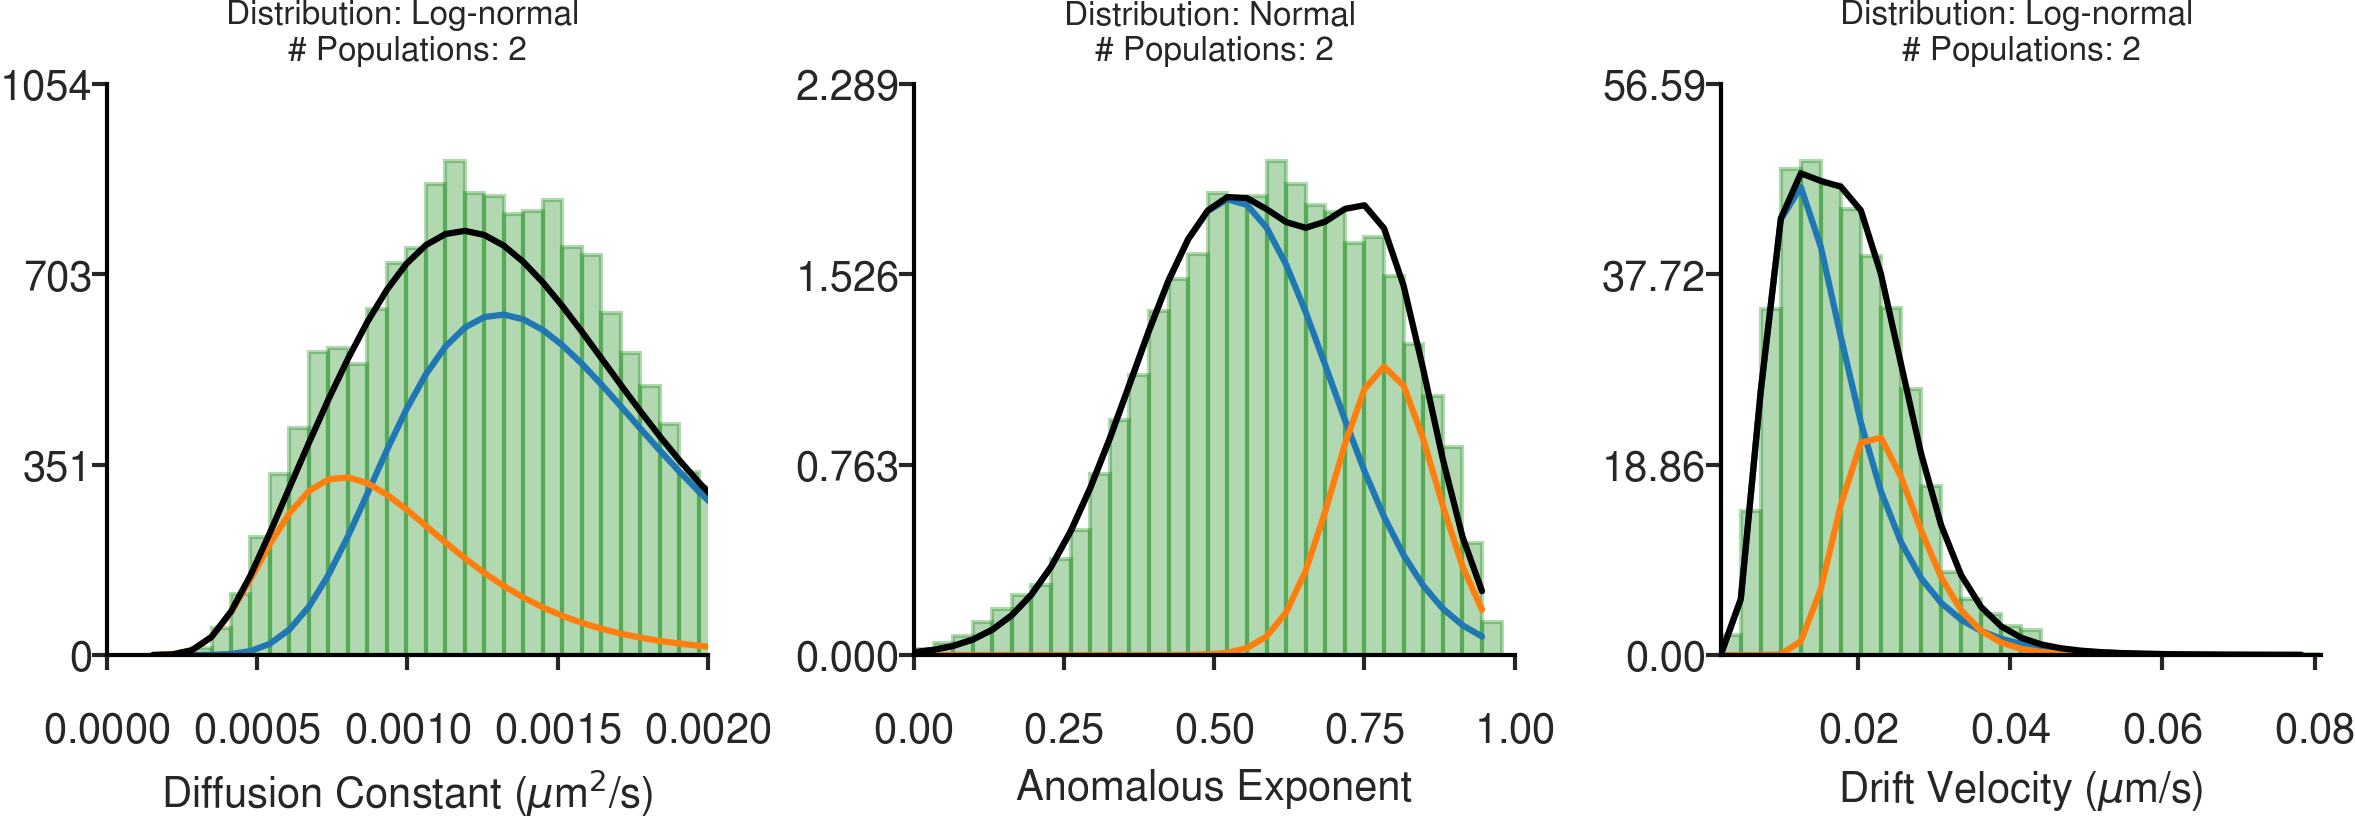 Distribution: Log-normal
# Populations: 2
1054
703
351
0
0.0000 0.0005 0.0010 0.0015 0.0020
Diffusion Constant (μm²/s)
Distribution: Normal
# Populations: 2
2.289
1.526
0.763
0.000
0.00 0.25 0.50 0.75 1.00
Anomalous Exponent
Distribution: Log-normal
# Populations: 2
56.59
37.72
18.86
0.00
0.02 0.04 0.06 0.08
Drift Velocity (μm/s)